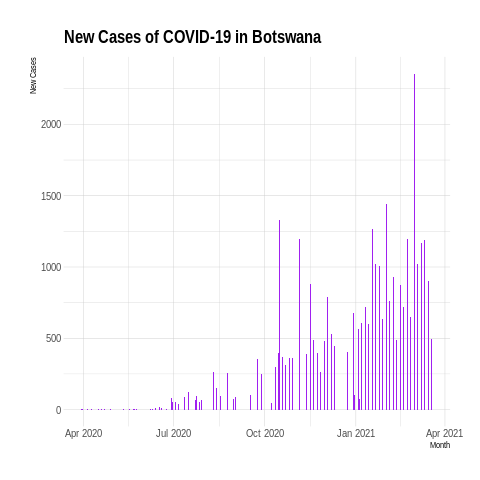 New Cases of COVID-19 in Botswana
New Cases
2000
1500
1000
500
0
Apr 2020 Jul 2020 Oct 2020 Jan 2021 Apr 2021
Month